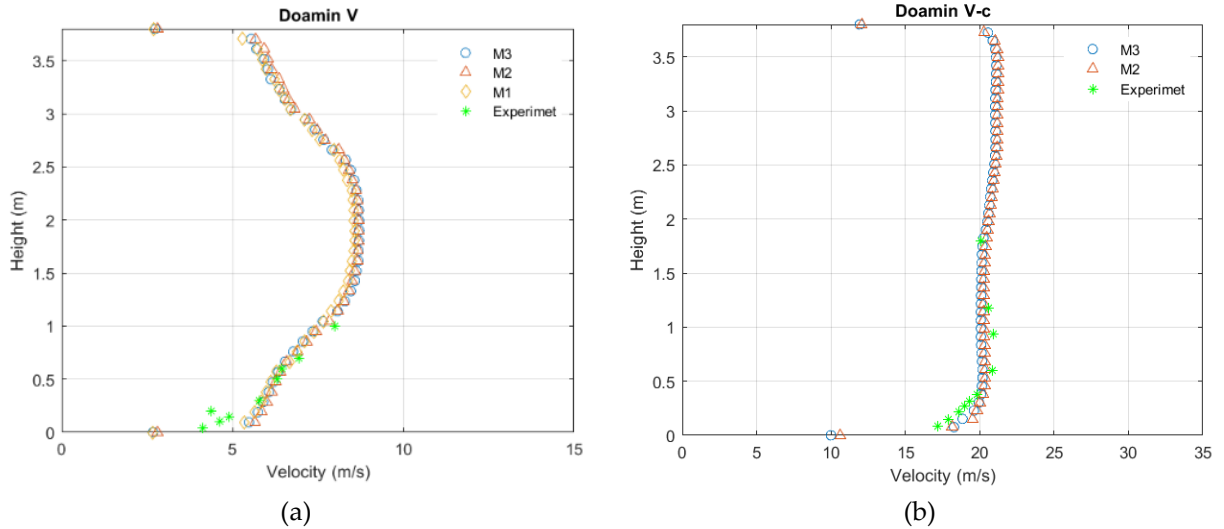 Doamin V
3.5
3
2.5
2
1.5
1
0.5
0
Height (m)
0
5
10
15
Velocity (m/s)
M3
M2
M1
Experimet
(a)
Doamin V-c
3.5
3
2.5
2
1.5
1
0.5
0
Height (m)
0
5
10
15
20
25
30
35
Velocity (m/s)
M3
M2
Experimet
(b)